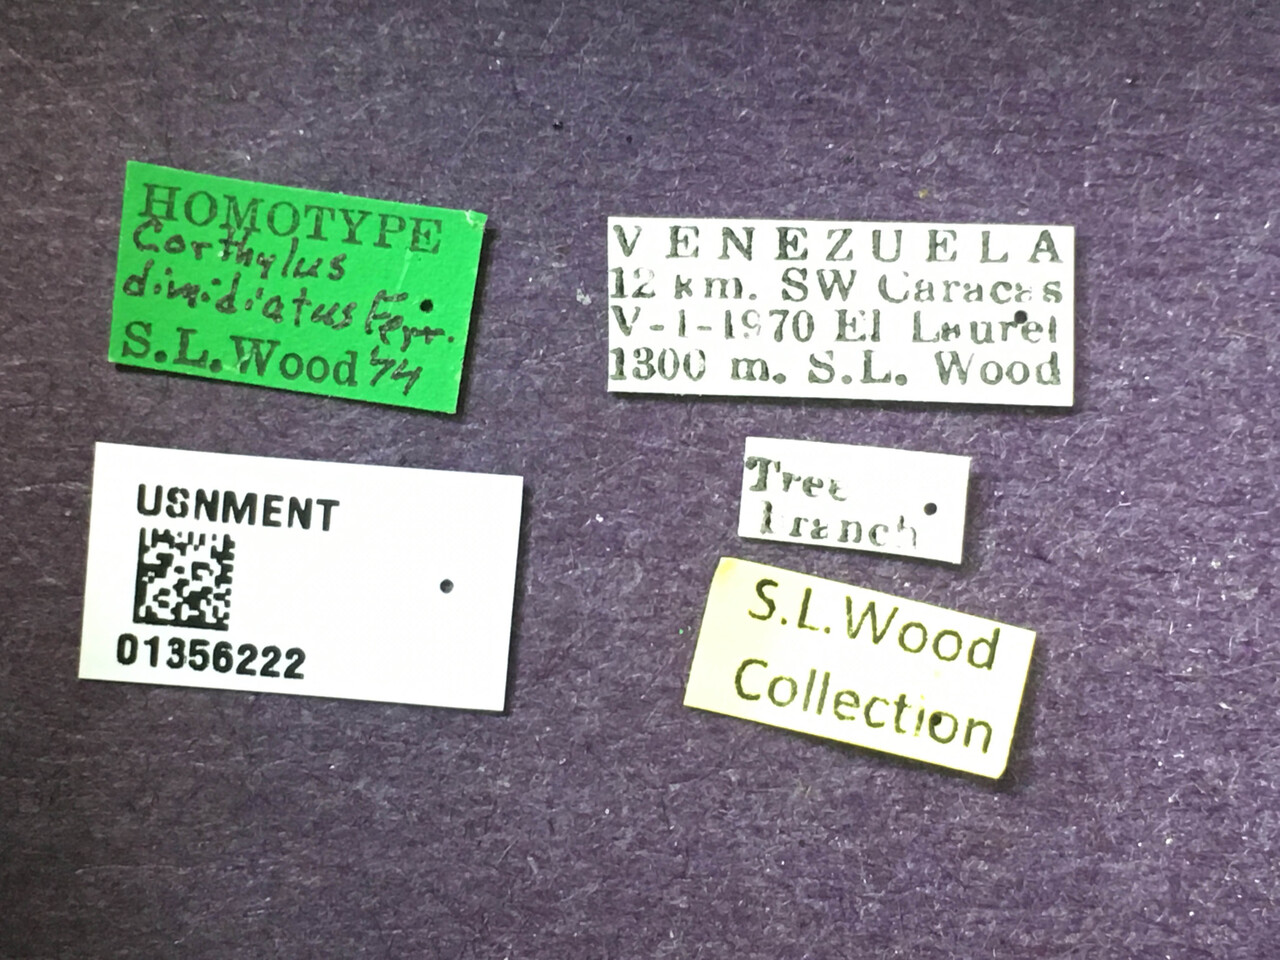 HOMOTYPE
Corthylus
dimidiatus Ferr.
S.L. Wood '74
VENEZUELA
12 km. SW Caracas
V-1-1970 El Laurel
1300 m. S.L. Wood
USNMENT
01356222
Tree
branch
S.L. Wood
Collection